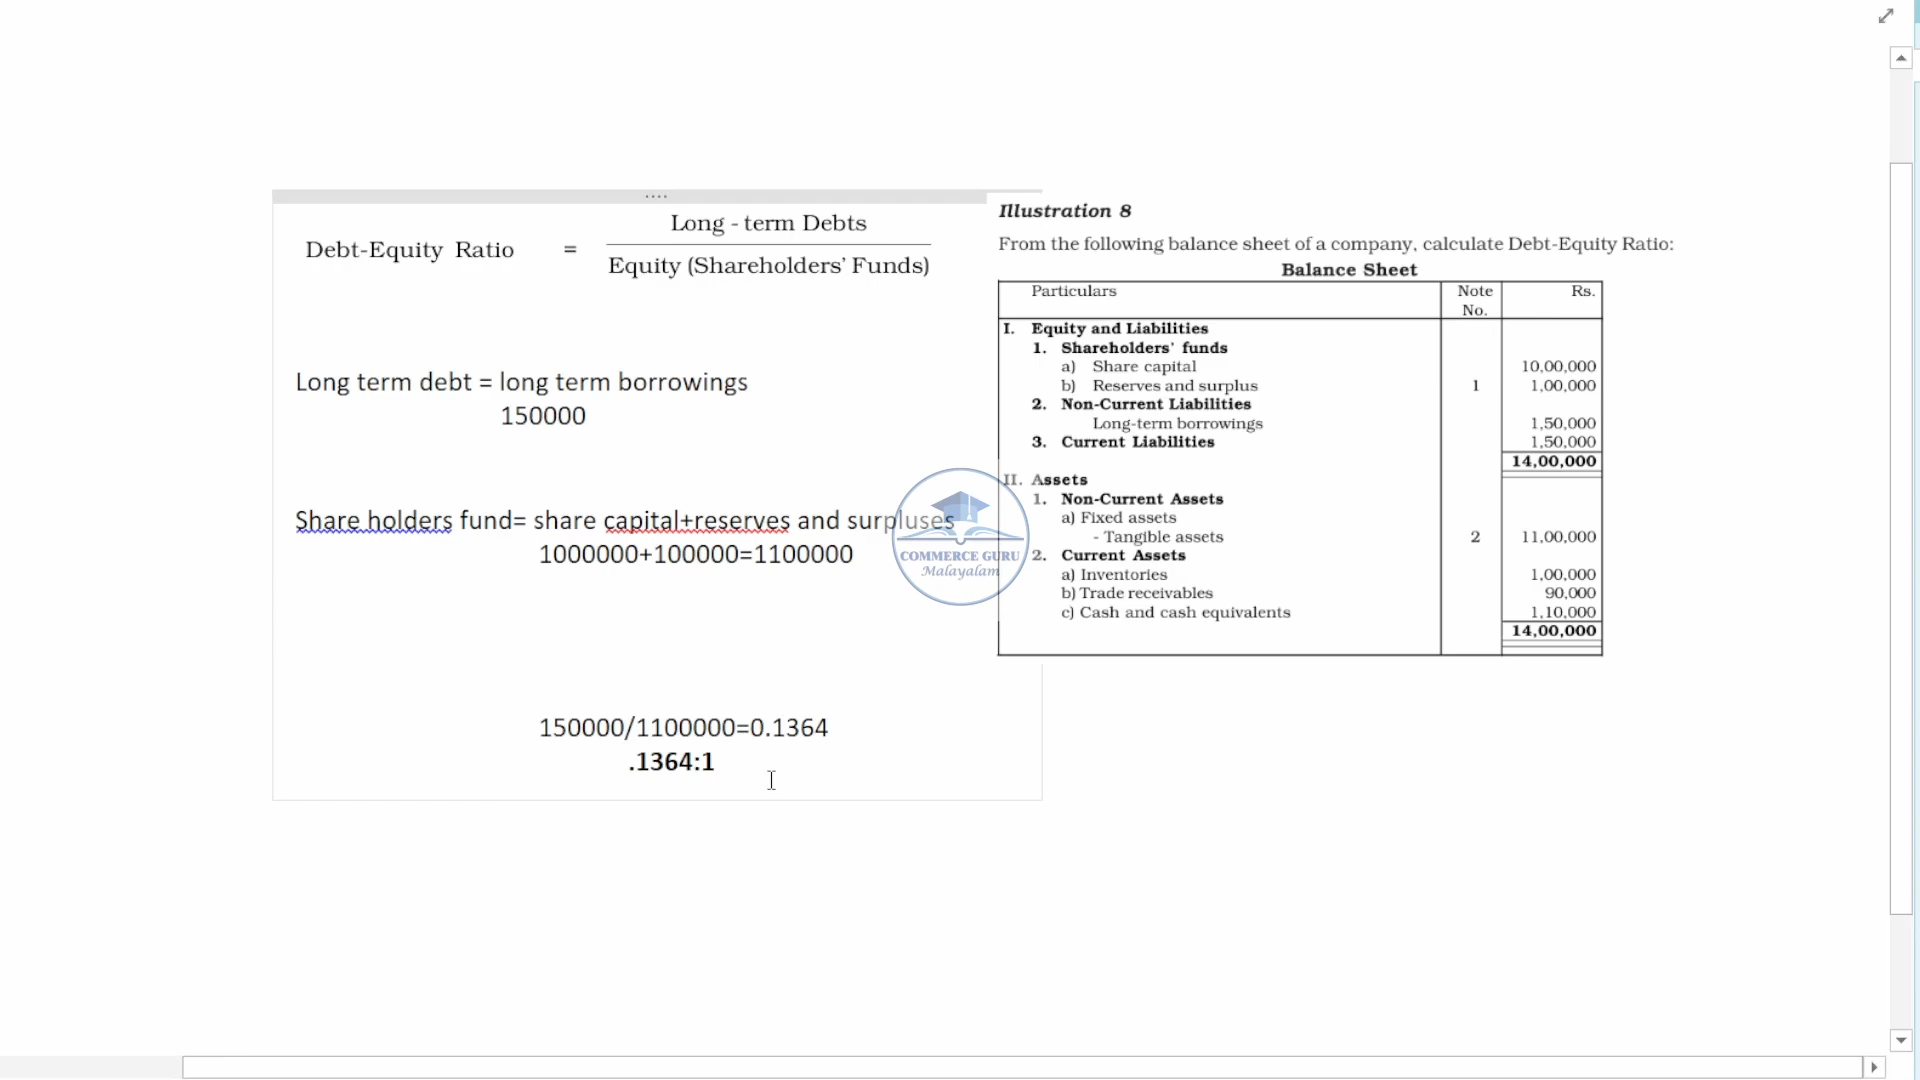 Long - term Debts
Debt-Equity Ratio =
Equity (Shareholders' Funds)
Long term debt = long term borrowings
150000
Share holders fund= share capital+reserves and surpluses
1000000+100000=1100000
150000/1100000=0.1364
.1364:1
COMMERCE GURU
Malayalam
Illustration 8
From the following balance sheet of a company, calculate Debt-Equity Ratio:
Balance Sheet
Particulars Note No. Rs.
I. Equity and Liabilities
1. Shareholders' funds
a) Share capital 10,00,000
b) Reserves and surplus 1 1,00,000
2. Non-Current Liabilities
Long-term borrowings 1,50,000
3. Current Liabilities 1,50,000
14,00,000
II. Assets
1. Non-Current Assets
a) Fixed assets
- Tangible assets 2 11,00,000
2. Current Assets
a) Inventories 1,00,000
b) Trade receivables 90,000
c) Cash and cash equivalents 1,10,000
14,00,000